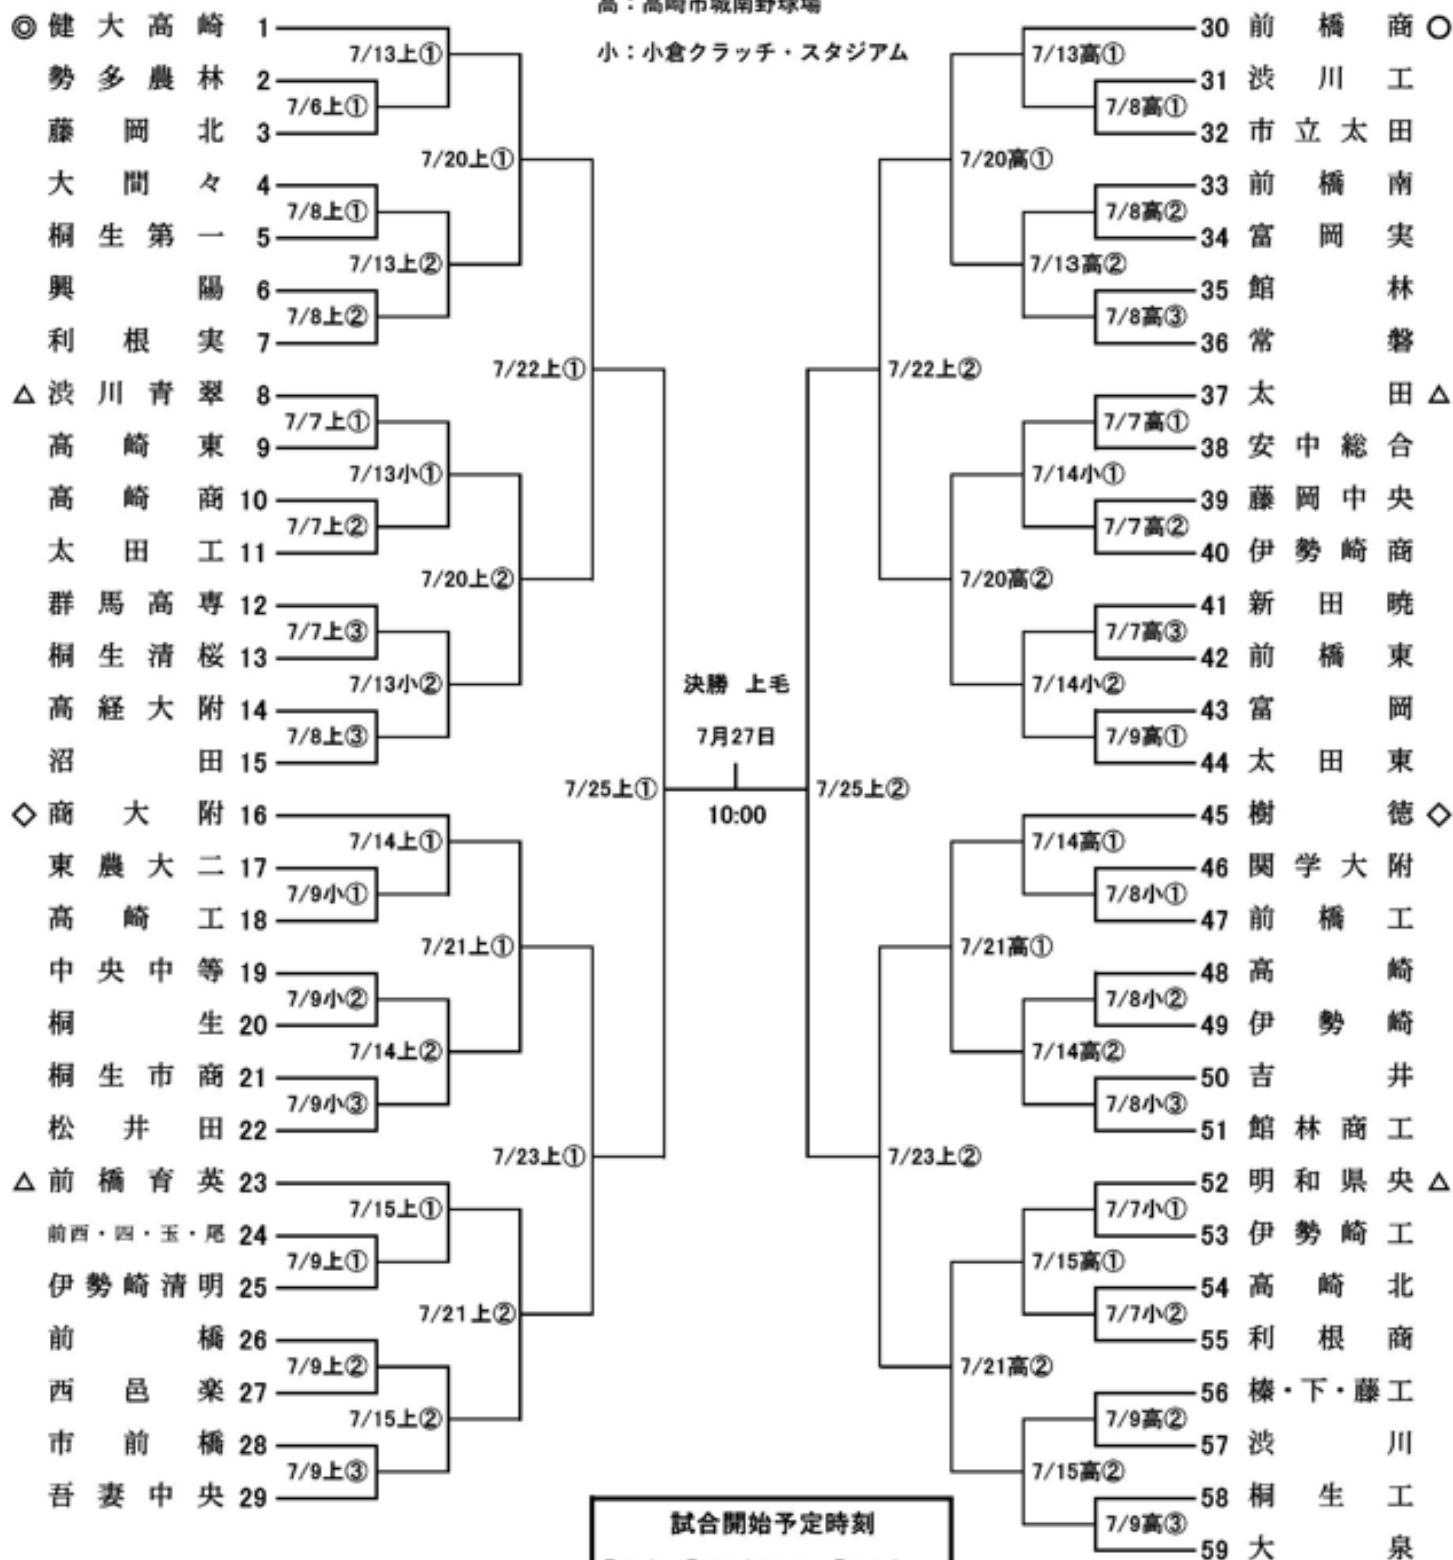 高：高崎市城南野球場
小：小倉クラッチ・スタジアム
◎ 健大高崎 1
7/13上①
勢多農林 2
7/6上①
藤岡北 3
7/20上①
大間々 4
7/8上①
桐生第一 5
7/13上②
興陽 6
7/8上②
利根実 7
7/22上①
△ 渋川青翠 8
7/7上①
高崎東 9
7/13小①
高崎商 10
7/7上②
太田工 11
7/20上②
群馬高専 12
7/7上③
桐生清桜 13
7/13小②
高経大附 14
7/8上③
沼田 15
7/25上①
◇ 商大附 16
7/14上①
東農大二 17
7/9小①
高崎工 18
7/21上①
中央中等 19
7/9小②
桐生 20
7/14上②
桐生市商 21
7/9小③
松井田 22
7/23上①
△ 前橋育英 23
7/15上①
前西・四・玉・尾 24
7/9上①
伊勢崎清明 25
7/21上②
前橋 26
7/9上②
西邑楽 27
7/15上②
市前橋 28
7/9上③
吾妻中央 29
決勝 上毛
7月27日
10:00
30 前橋商 ○
7/13高①
31 渋川工
7/8高①
32 市立太田
7/20高①
33 前橋南
7/8高②
34 富岡実
7/13高②
35 館林
7/8高③
36 常磐
7/22上②
37 太田 △
7/7高①
38 安中総合
7/14小①
39 藤岡中央
7/7高②
40 伊勢崎商
7/20高②
41 新田暁
7/7高③
42 前橋東
7/14小②
43 富岡
7/9高①
44 太田東
7/25上②
45 樹徳 ◇
7/14高①
46 関学大附
7/8小①
47 前橋工
7/21高①
48 高崎
7/8小②
49 伊勢崎
7/14高②
50 吉井
7/8小③
51 館林商工
7/23上②
52 明和県央 △
7/7小①
53 伊勢崎工
7/15高①
54 高崎北
7/7小②
55 利根商
7/21高②
56 榛・下・藤工
7/9高②
57 渋川
7/15高②
58 桐生工
7/9高③
59 大泉
試合開始予定時刻